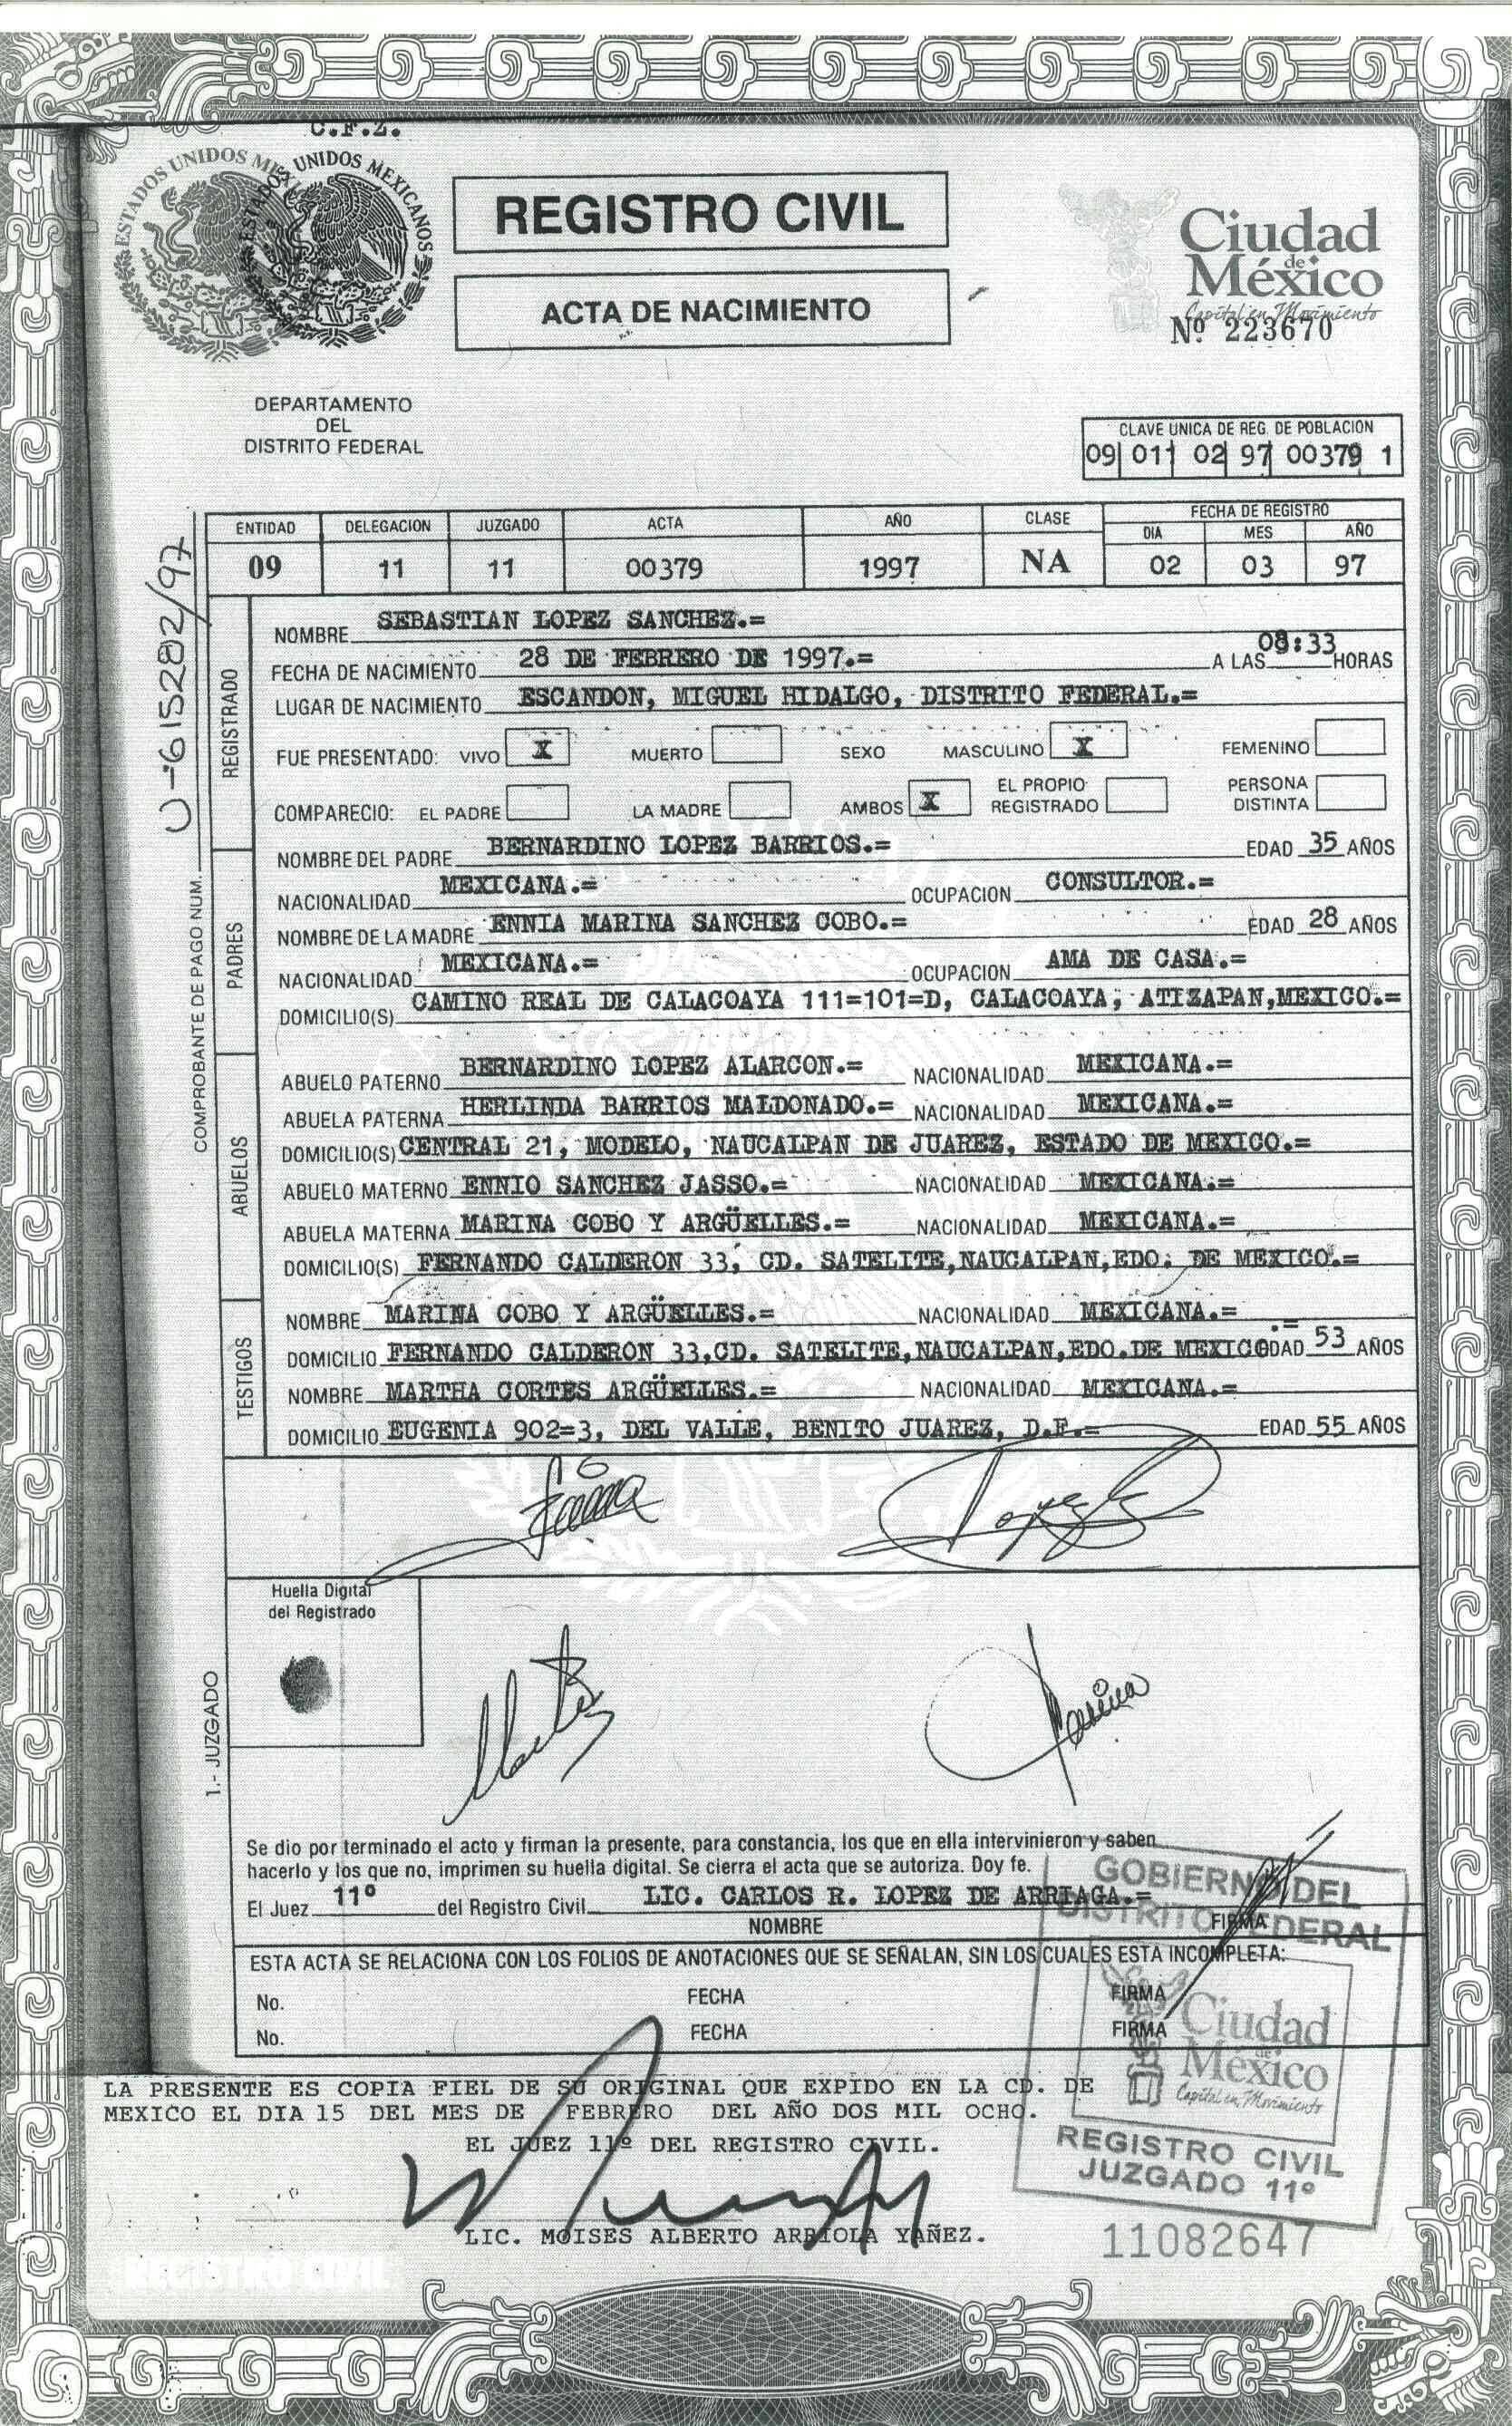 C.F.Z.
ESTADOS UNIDOS MEXICANOS
REGISTRO CIVIL
ACTA DE NACIMIENTO
Ciudad
de
México
Capital en Movimiento
Nº 223670
DEPARTAMENTO
DEL
DISTRITO FEDERAL
CLAVE UNICA DE REG. DE POBLACION
09 011 02 97 00379 1
COMPROBANTE DE PAGO NUM. U-615282/97
ENTIDAD DELEGACION JUZGADO ACTA AÑO CLASE FECHA DE REGISTRO
DIA MES AÑO
09 11 11 00379 1997 NA 02 03 97
REGISTRADO
NOMBRE SEBASTIAN LOPEZ SANCHEZ.=
FECHA DE NACIMIENTO 28 DE FEBRERO DE 1997.= A LAS 08:33 HORAS
LUGAR DE NACIMIENTO ESCANDON, MIGUEL HIDALGO, DISTRITO FEDERAL.=
FUE PRESENTADO: VIVO X MUERTO SEXO MASCULINO X FEMENINO
COMPARECIO: EL PADRE LA MADRE AMBOS X EL PROPIO REGISTRADO PERSONA DISTINTA
PADRES
NOMBRE DEL PADRE BERNARDINO LOPEZ BARRIOS.= EDAD 35 AÑOS
NACIONALIDAD MEXICANA.= OCUPACION CONSULTOR.=
NOMBRE DE LA MADRE ENNIA MARINA SANCHEZ COBO.= EDAD 28 AÑOS
NACIONALIDAD MEXICANA.= OCUPACION AMA DE CASA.=
DOMICILIO(S) CAMINO REAL DE CALACOAYA 111=101=D, CALACOAYA, ATIZAPAN,MEXICO.=
ABUELOS
ABUELO PATERNO BERNARDINO LOPEZ ALARCON.= NACIONALIDAD MEXICANA.=
ABUELA PATERNA HERLINDA BARRIOS MALDONADO.= NACIONALIDAD MEXICANA.=
DOMICILIO(S) CENTRAL 21, MODELO, NAUCALPAN DE JUAREZ, ESTADO DE MEXICO.=
ABUELO MATERNO ENNIO SANCHEZ JASSO.= NACIONALIDAD MEXICANA.=
ABUELA MATERNA MARINA COBO Y ARGÜELLES.= NACIONALIDAD MEXICANA.=
DOMICILIO(S) FERNANDO CALDERON 33, CD. SATELITE,NAUCALPAN,EDO. DE MEXICO.=
TESTIGOS
NOMBRE MARINA COBO Y ARGÜELLES.= NACIONALIDAD MEXICANA.=
DOMICILIO FERNANDO CALDERON 33,CD. SATELITE,NAUCALPAN,EDO.DE MEXICO EDAD 53 AÑOS
NOMBRE MARTHA CORTES ARGÜELLES.= NACIONALIDAD MEXICANA.=
DOMICILIO EUGENIA 902=3, DEL VALLE, BENITO JUAREZ, D.F.= EDAD 55 AÑOS
Huella Digital
del Registrado
1.- JUZGADO
Se dio por terminado el acto y firman la presente, para constancia, los que en ella intervinieron y saben
hacerlo y los que no, imprimen su huella digital. Se cierra el acta que se autoriza. Doy fe.
El Juez 11º del Registro Civil LIC. CARLOS R. LOPEZ DE ARRIAGA.=
NOMBRE FIRMA
ESTA ACTA SE RELACIONA CON LOS FOLIOS DE ANOTACIONES QUE SE SEÑALAN, SIN LOS CUALES ESTA INCOMPLETA:
No. FECHA FIRMA
No. FECHA FIRMA
LA PRESENTE ES COPIA FIEL DE SU ORIGINAL QUE EXPIDO EN LA CD. DE
MEXICO EL DIA 15 DEL MES DE FEBRERO DEL AÑO DOS MIL OCHO.
EL JUEZ 11º DEL REGISTRO CIVIL.
LIC. MOISES ALBERTO ARRIOLA YAÑEZ.
GOBIERNO DEL
DISTRITO FEDERAL
Ciudad
de
México
Capital en Movimiento
REGISTRO CIVIL
JUZGADO 11º
11082647
REGISTRO CIVIL